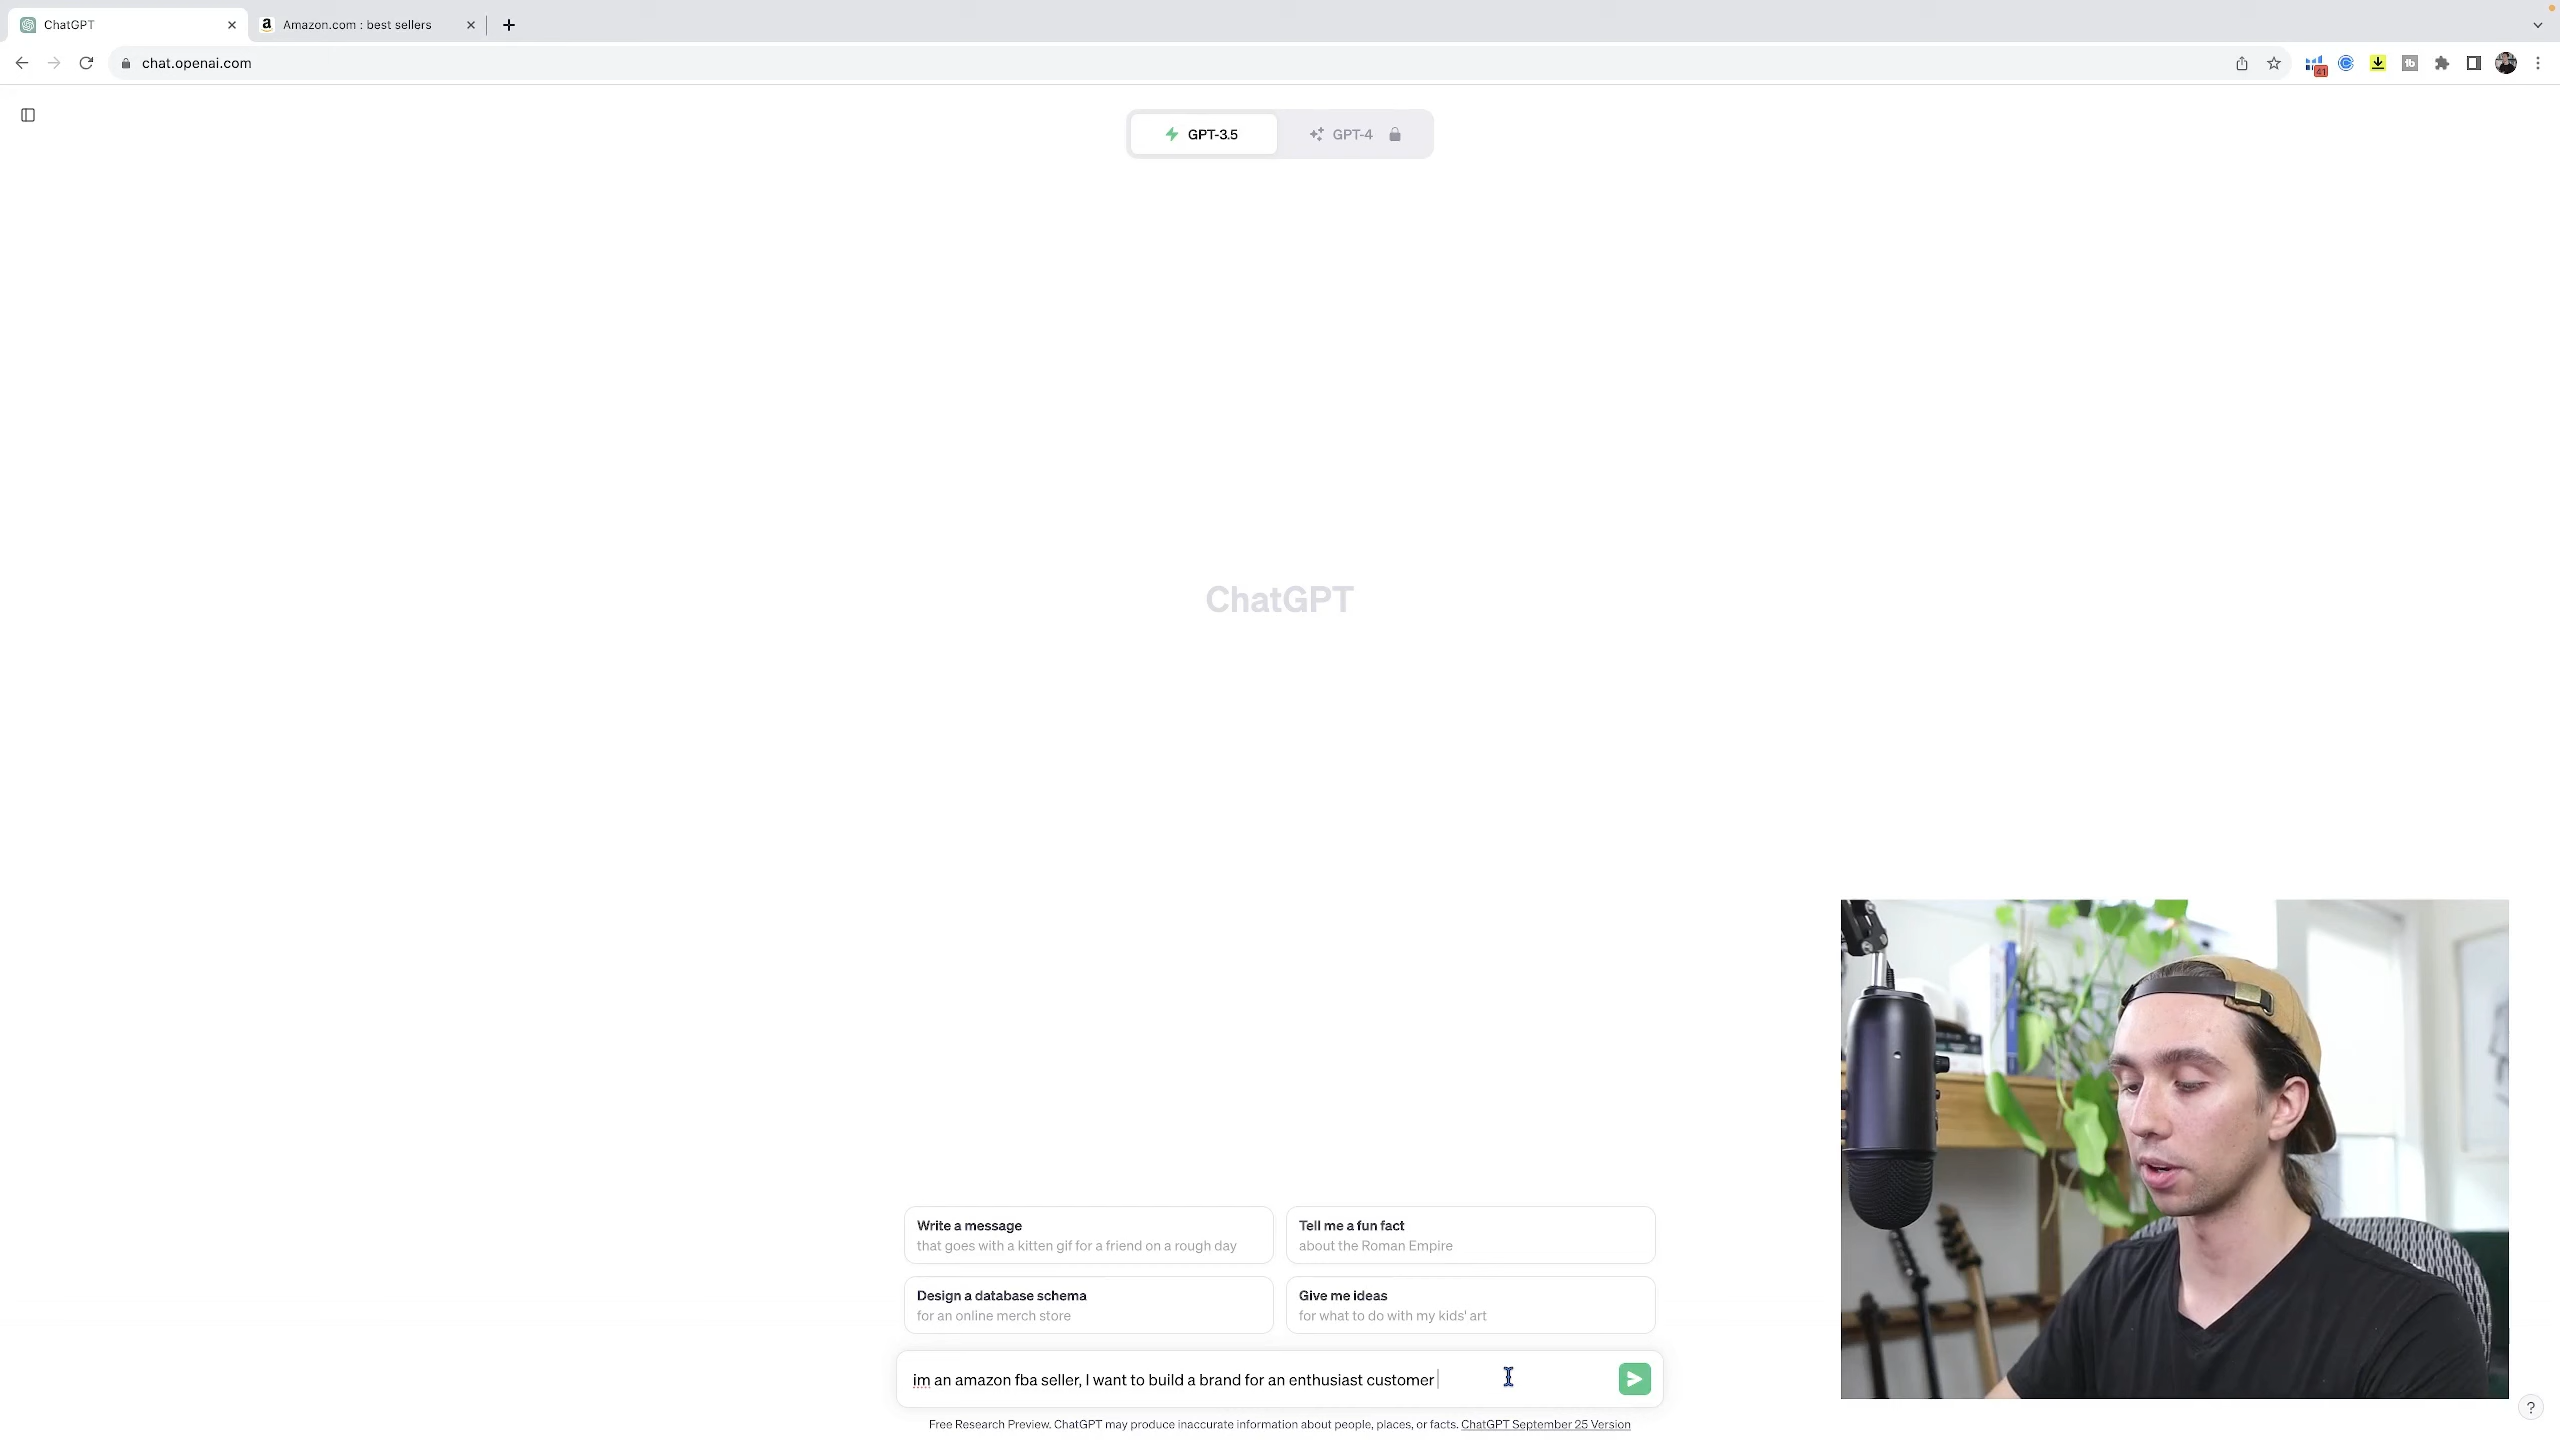 ChatGPT
Amazon.com : best sellers
chat.openai.com
41
GPT-3.5
GPT-4
ChatGPT
Write a message
that goes with a kitten gif for a friend on a rough day
Tell me a fun fact
about the Roman Empire
Design a database schema
for an online merch store
Give me ideas
for what to do with my kids' art
im an amazon fba seller, I want to build a brand for an enthusiast customer
Free Research Preview. ChatGPT may produce inaccurate information about people, places, or facts. ChatGPT September 25 Version
?